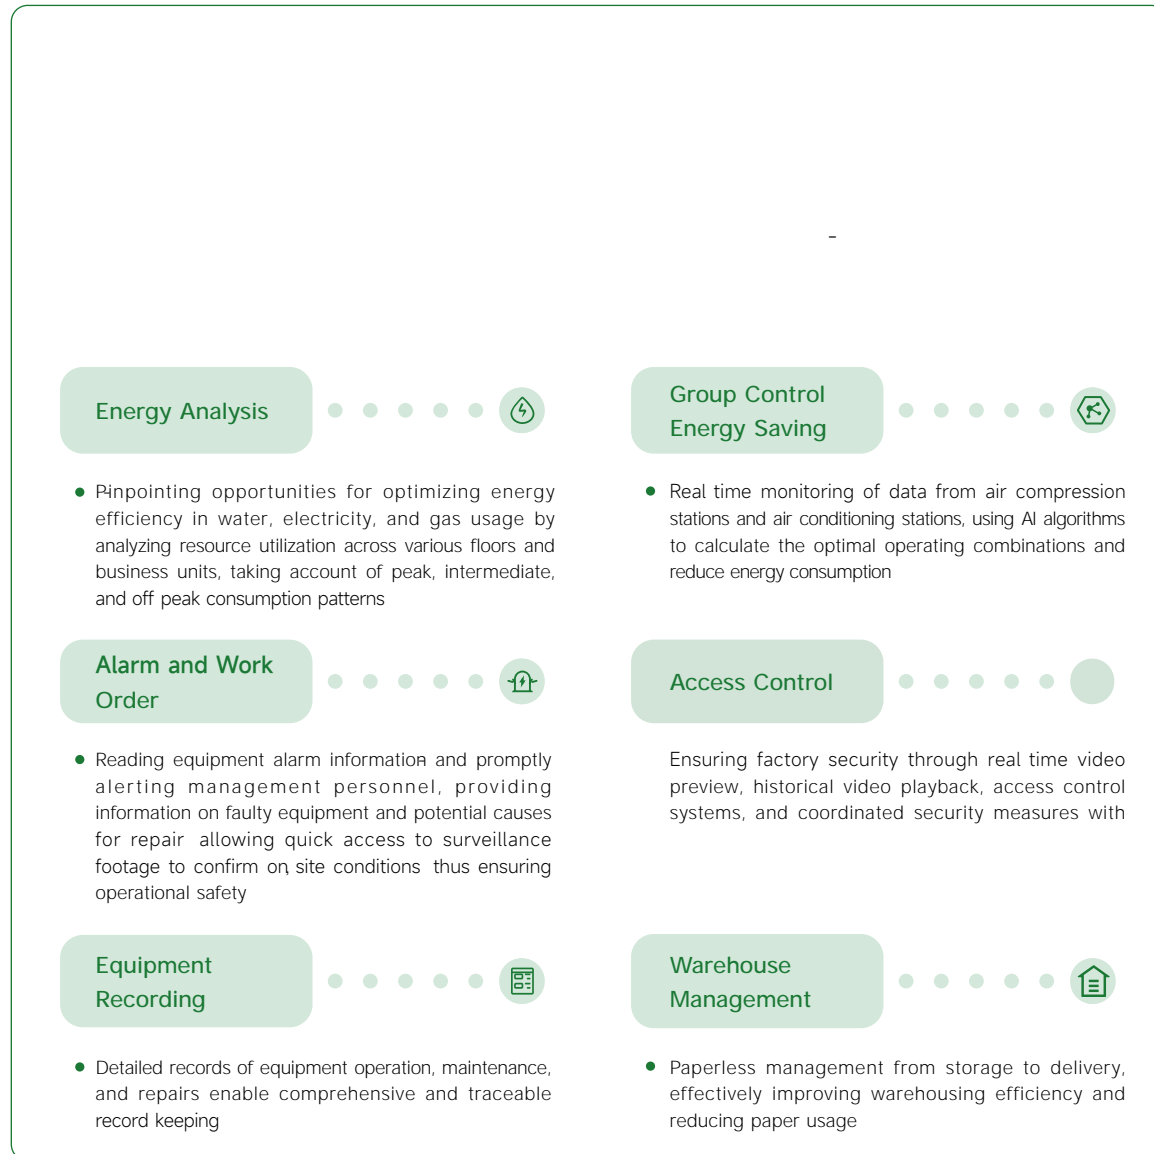 -
Energy Analysis
Pinpointing opportunities for optimizing energy
efficiency in water, electricity, and gas usage by
analyzing resource utilization across various floors and
business units, taking account of peak, intermediate,
and off peak consumption patterns
Group Control
Energy Saving
Real time monitoring of data from air compression
stations and air conditioning stations, using AI algorithms
to calculate the optimal operating combinations and
reduce energy consumption
Alarm and Work
Order
Reading equipment alarm information and promptly
alerting management personnel, providing
information on faulty equipment and potential causes
for repair allowing quick access to surveillance
footage to confirm on, site conditions thus ensuring
operational safety
Access Control
Ensuring factory security through real time video
preview, historical video playback, access control
systems, and coordinated security measures with
Equipment
Recording
Detailed records of equipment operation, maintenance,
and repairs enable comprehensive and traceable
record keeping
Warehouse
Management
Paperless management from storage to delivery,
effectively improving warehousing efficiency and
reducing paper usage